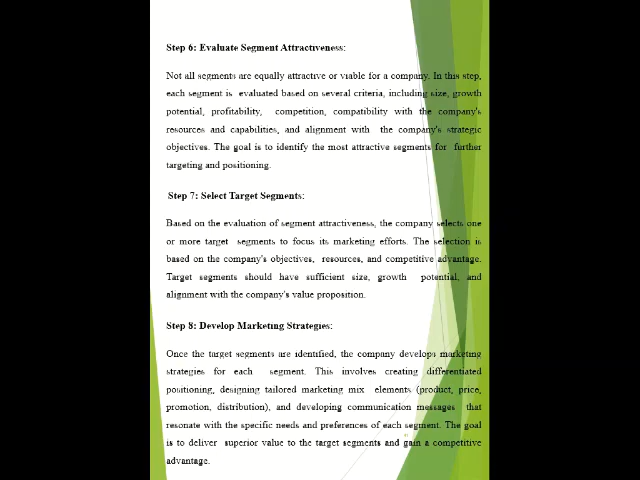 Step 6: Evaluate Segment Attractiveness:
Not all segments are equally attractive or viable for a company. In this step,
each segment is evaluated based on several criteria, including size, growth
potential, profitability, competition, compatibility with the company's
resources and capabilities, and alignment with the company's strategic
objectives. The goal is to identify the most attractive segments for further
targeting and positioning.
Step 7: Select Target Segments:
Based on the evaluation of segment attractiveness, the company selects one
or more target segments to focus its marketing efforts. The selection is
based on the company's objectives, resources, and competitive advantage.
Target segments should have sufficient size, growth potential, and
alignment with the company's value proposition.
Step 8: Develop Marketing Strategies:
Once the target segments are identified, the company develops marketing
strategies for each segment. This involves creating differentiated
positioning, designing tailored marketing mix elements (product, price,
promotion, distribution), and developing communication messages that
resonate with the specific needs and preferences of each segment. The goal
is to deliver superior value to the target segments and gain a competitive
advantage.